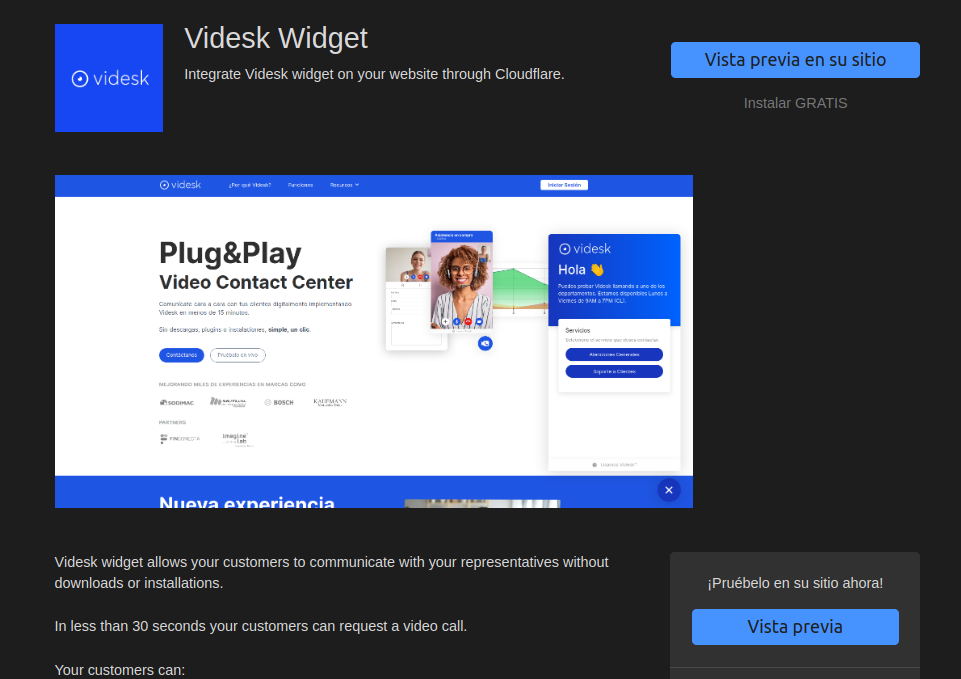 videsk
Videsk Widget
Integrate Videsk widget on your website through Cloudflare.
Vista previa en su sitio
Instalar GRATIS
videsk
¿Por qué Videsk?
Funciones
Recursos
Iniciar Sesión
Plug&Play
Video Contact Center
Comunícate cara a cara con tus clientes digitalmente implementando
Videsk en menos de 15 minutos.
Sin descargas, plugins o instalaciones, simple, un clic.
Contáctanos
Pruébalo en vivo
MEJORANDO MILES DE EXPERIENCIAS EN MARCAS COMO
SODIMAC
BOSCH
KAUFMANN
PARTNERS
imagine
lab
videsk
Hola 👋
Puedes probar Videsk llamando a uno de los
departamentos. Estamos disponibles Lunes a
Viernes de 9AM a 7PM (CL).
Servicios
Selecciona el servicio que desea contactar
Atenciones Generales
Soporte a Clientes
Nueva experiencia
Videsk widget allows your customers to communicate with your representatives without
downloads or installations.
In less than 30 seconds your customers can request a video call.
Your customers can:
¡Pruébelo en su sitio ahora!
Vista previa